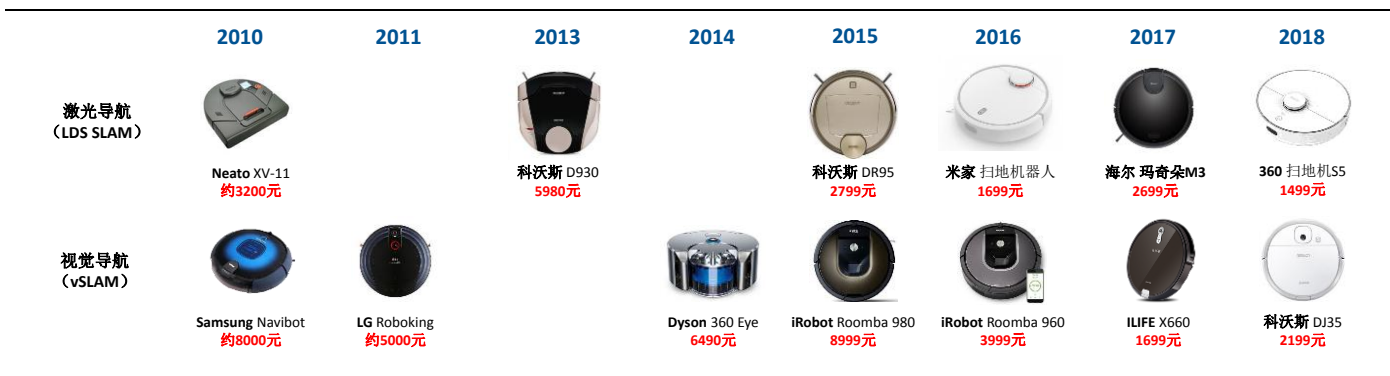 2010 2011 2013 2014 2015 2016 2017 2018
激光导航
（LDS SLAM）
Neato XV-11 科沃斯 D930 科沃斯 DR95 米家 扫地机器人 海尔 玛奇朵M3 360 扫地机S5
约3200元 5980元 2799元 1699元 2699元 1499元
视觉导航
（vSLAM）
Samsung Navibot LG Roboking Dyson 360 Eye iRobot Roomba 980 iRobot Roomba 960 ILIFE X660 科沃斯 DJ35
约8000元 约5000元 6490元 8999元 3999元 1699元 2199元